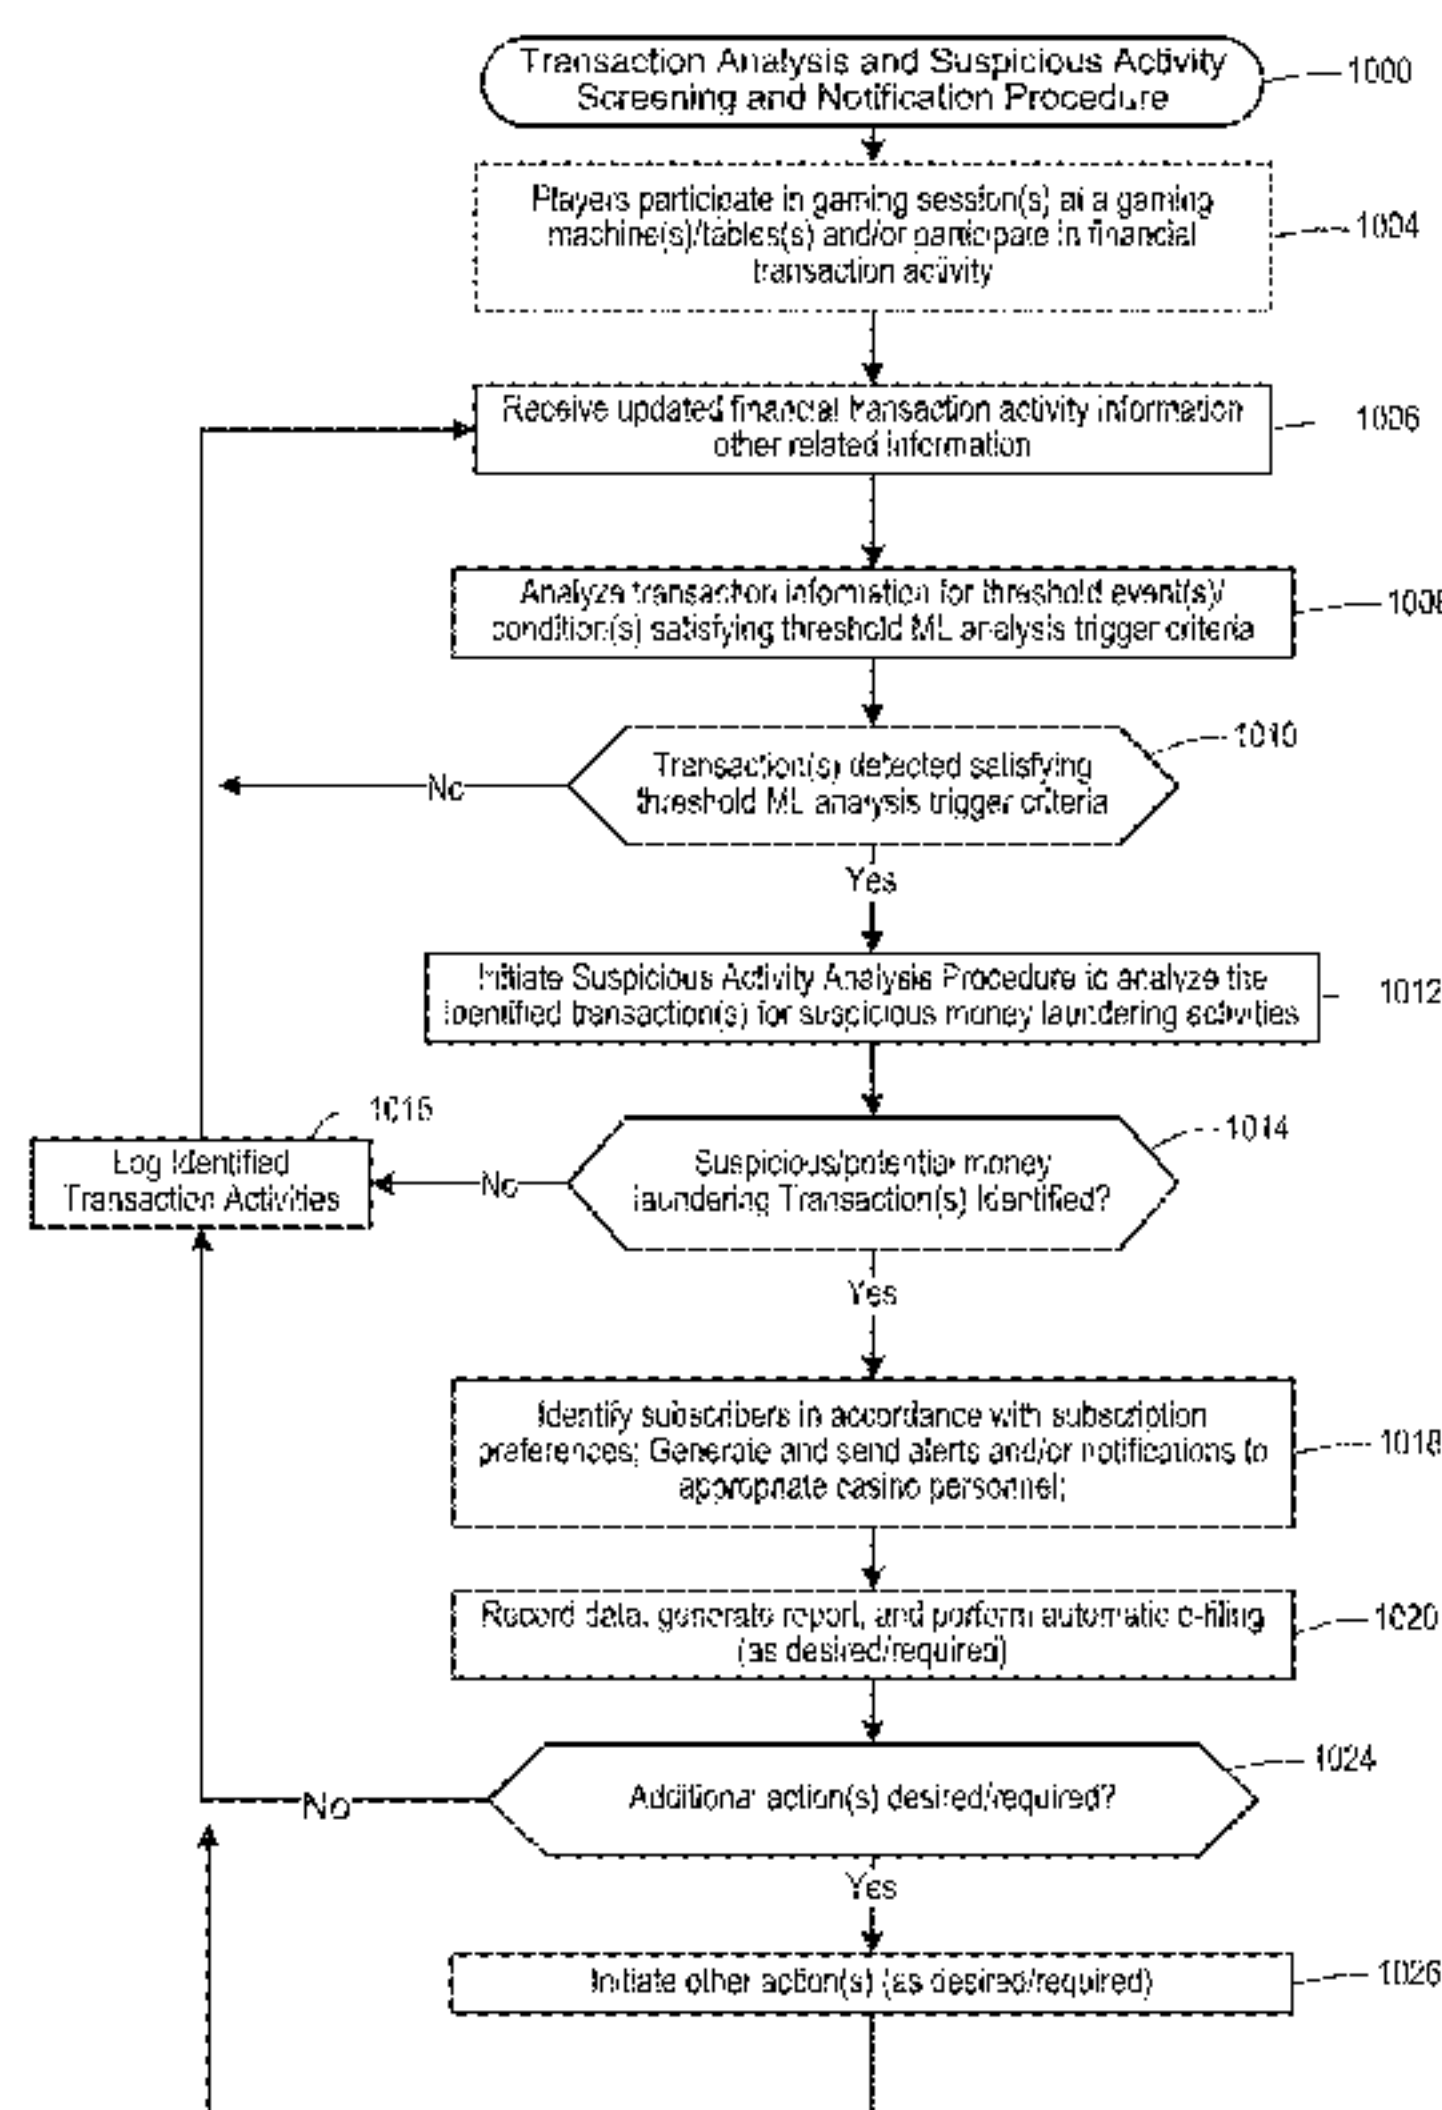 Transaction Analysis and Suspicious Activity
Screening and Notification Procedure
1000
Players participate in gaming session(s) at a gaming
machine(s)/tables(s) and/or participate in financial
transaction activity
1004
Receive updated financial transaction activity information
other related information
1006
Analyze transaction information for threshold event(s)/
condition(s) satisfying threshold ML analysis trigger criteria
1008
Transaction(s) detected satisfying
threshold ML analysis trigger criteria
1010
No
Yes
Initiate Suspicious Activity Analysis Procedure to analyze the
identified transaction(s) for suspicious money laundering activities
1012
Suspicious/potential money
laundering Transaction(s) Identified?
1014
No
Log Identified
Transaction Activities
1016
Yes
Identify subscribers in accordance with subscription
preferences; Generate and send alerts and/or notifications to
appropriate casino personnel;
1018
Record data, generate report, and perform automatic e-filing
(as desired/required)
1020
Additional action(s) desired/required?
1024
No
Yes
Initiate other action(s) (as desired/required)
1026